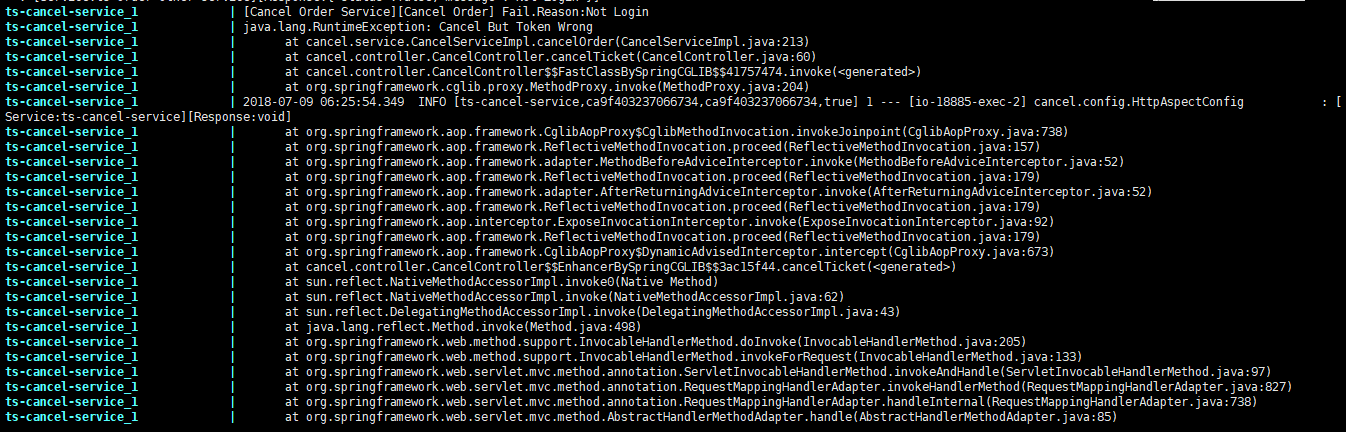 ts-cancel-service_1 | [Cancel Order Service][Cancel Order] Fail.Reason:Not Login
ts-cancel-service_1 | java.lang.RuntimeException: Cancel But Token Wrong
ts-cancel-service_1 | at cancel.service.CancelServiceImpl.cancelOrder(CancelServiceImpl.java:213)
ts-cancel-service_1 | at cancel.controller.CancelController.cancelTicket(CancelController.java:60)
ts-cancel-service_1 | at cancel.controller.CancelController$$FastClassBySpringCGLIB$$41757474.invoke(<generated>)
ts-cancel-service_1 | at org.springframework.cglib.proxy.MethodProxy.invoke(MethodProxy.java:204)
ts-cancel-service_1 | 2018-07-09 06:25:54.349 INFO [ts-cancel-service,ca9f403237066734,ca9f403237066734,true] 1 --- [io-18885-exec-2] cancel.config.HttpAspectConfig : [
Service:ts-cancel-service][Response:void]
ts-cancel-service_1 | at org.springframework.aop.framework.CglibAopProxy$CglibMethodInvocation.invokeJoinpoint(CglibAopProxy.java:738)
ts-cancel-service_1 | at org.springframework.aop.framework.ReflectiveMethodInvocation.proceed(ReflectiveMethodInvocation.java:157)
ts-cancel-service_1 | at org.springframework.aop.framework.adapter.MethodBeforeAdviceInterceptor.invoke(MethodBeforeAdviceInterceptor.java:52)
ts-cancel-service_1 | at org.springframework.aop.framework.ReflectiveMethodInvocation.proceed(ReflectiveMethodInvocation.java:179)
ts-cancel-service_1 | at org.springframework.aop.framework.adapter.AfterReturningAdviceInterceptor.invoke(AfterReturningAdviceInterceptor.java:52)
ts-cancel-service_1 | at org.springframework.aop.framework.ReflectiveMethodInvocation.proceed(ReflectiveMethodInvocation.java:179)
ts-cancel-service_1 | at org.springframework.aop.interceptor.ExposeInvocationInterceptor.invoke(ExposeInvocationInterceptor.java:92)
ts-cancel-service_1 | at org.springframework.aop.framework.ReflectiveMethodInvocation.proceed(ReflectiveMethodInvocation.java:179)
ts-cancel-service_1 | at org.springframework.aop.framework.CglibAopProxy$DynamicAdvisedInterceptor.intercept(CglibAopProxy.java:673)
ts-cancel-service_1 | at cancel.controller.CancelController$$EnhancerBySpringCGLIB$$3ac15f44.cancelTicket(<generated>)
ts-cancel-service_1 | at sun.reflect.NativeMethodAccessorImpl.invoke0(Native Method)
ts-cancel-service_1 | at sun.reflect.NativeMethodAccessorImpl.invoke(NativeMethodAccessorImpl.java:62)
ts-cancel-service_1 | at sun.reflect.DelegatingMethodAccessorImpl.invoke(DelegatingMethodAccessorImpl.java:43)
ts-cancel-service_1 | at java.lang.reflect.Method.invoke(Method.java:498)
ts-cancel-service_1 | at org.springframework.web.method.support.InvocableHandlerMethod.doInvoke(InvocableHandlerMethod.java:205)
ts-cancel-service_1 | at org.springframework.web.method.support.InvocableHandlerMethod.invokeForRequest(InvocableHandlerMethod.java:133)
ts-cancel-service_1 | at org.springframework.web.servlet.mvc.method.annotation.ServletInvocableHandlerMethod.invokeAndHandle(ServletInvocableHandlerMethod.java:97)
ts-cancel-service_1 | at org.springframework.web.servlet.mvc.method.annotation.RequestMappingHandlerAdapter.invokeHandlerMethod(RequestMappingHandlerAdapter.java:827)
ts-cancel-service_1 | at org.springframework.web.servlet.mvc.method.annotation.RequestMappingHandlerAdapter.handleInternal(RequestMappingHandlerAdapter.java:738)
ts-cancel-service_1 | at org.springframework.web.servlet.mvc.method.AbstractHandlerMethodAdapter.handle(AbstractHandlerMethodAdapter.java:85)